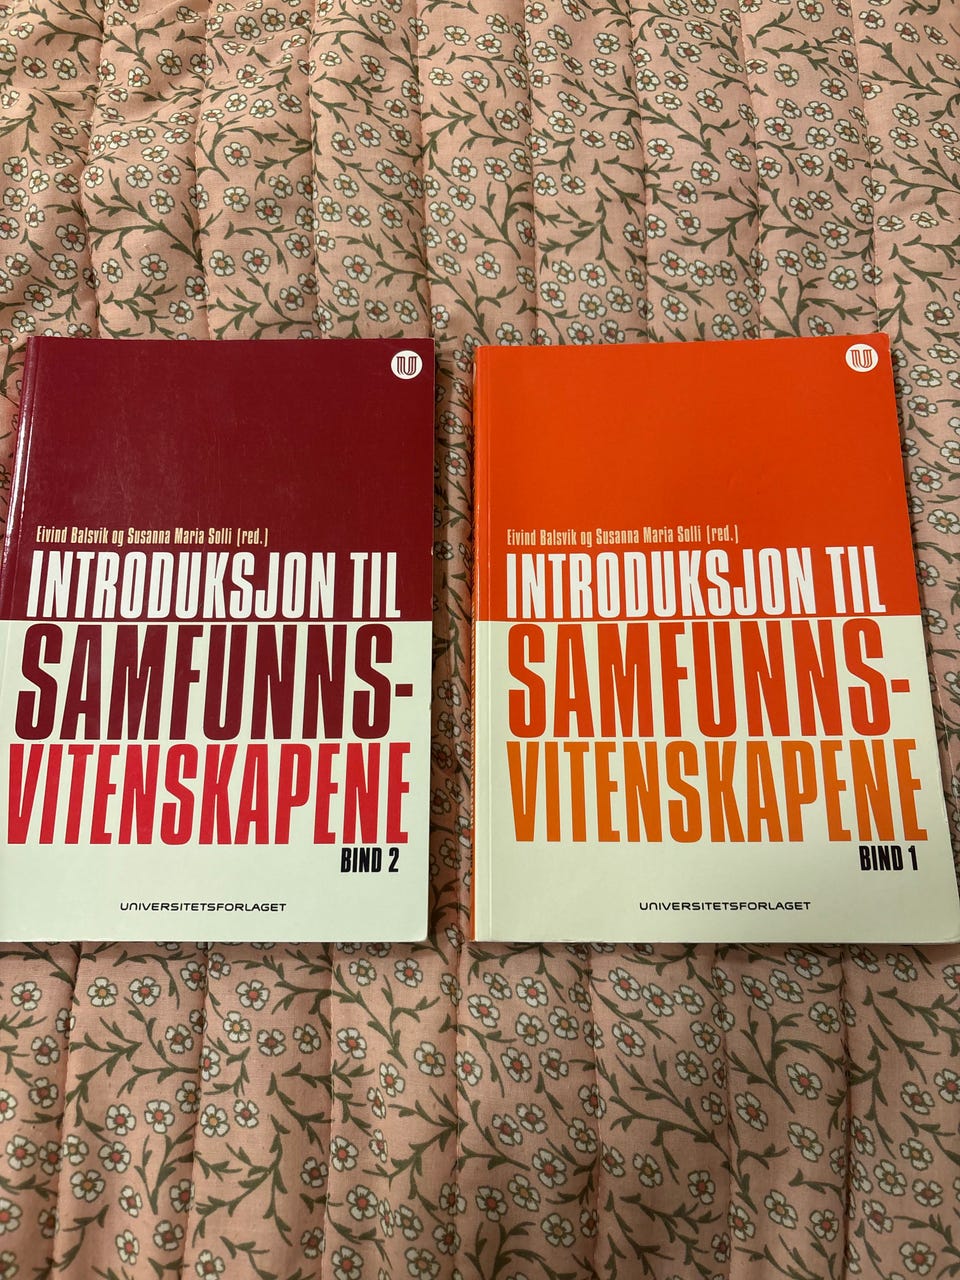 Eivind Balsvik og Susanna Maria Solli (red.)
INTRODUKSJON TIL
SAMFUNNS-
VITENSKAPENE
BIND 2
UNIVERSITETSFORLAGET
Eivind Balsvik og Susanna Maria Solli (red.)
INTRODUKSJON TIL
SAMFUNNS-
VITENSKAPENE
BIND 1
UNIVERSITETSFORLAGET